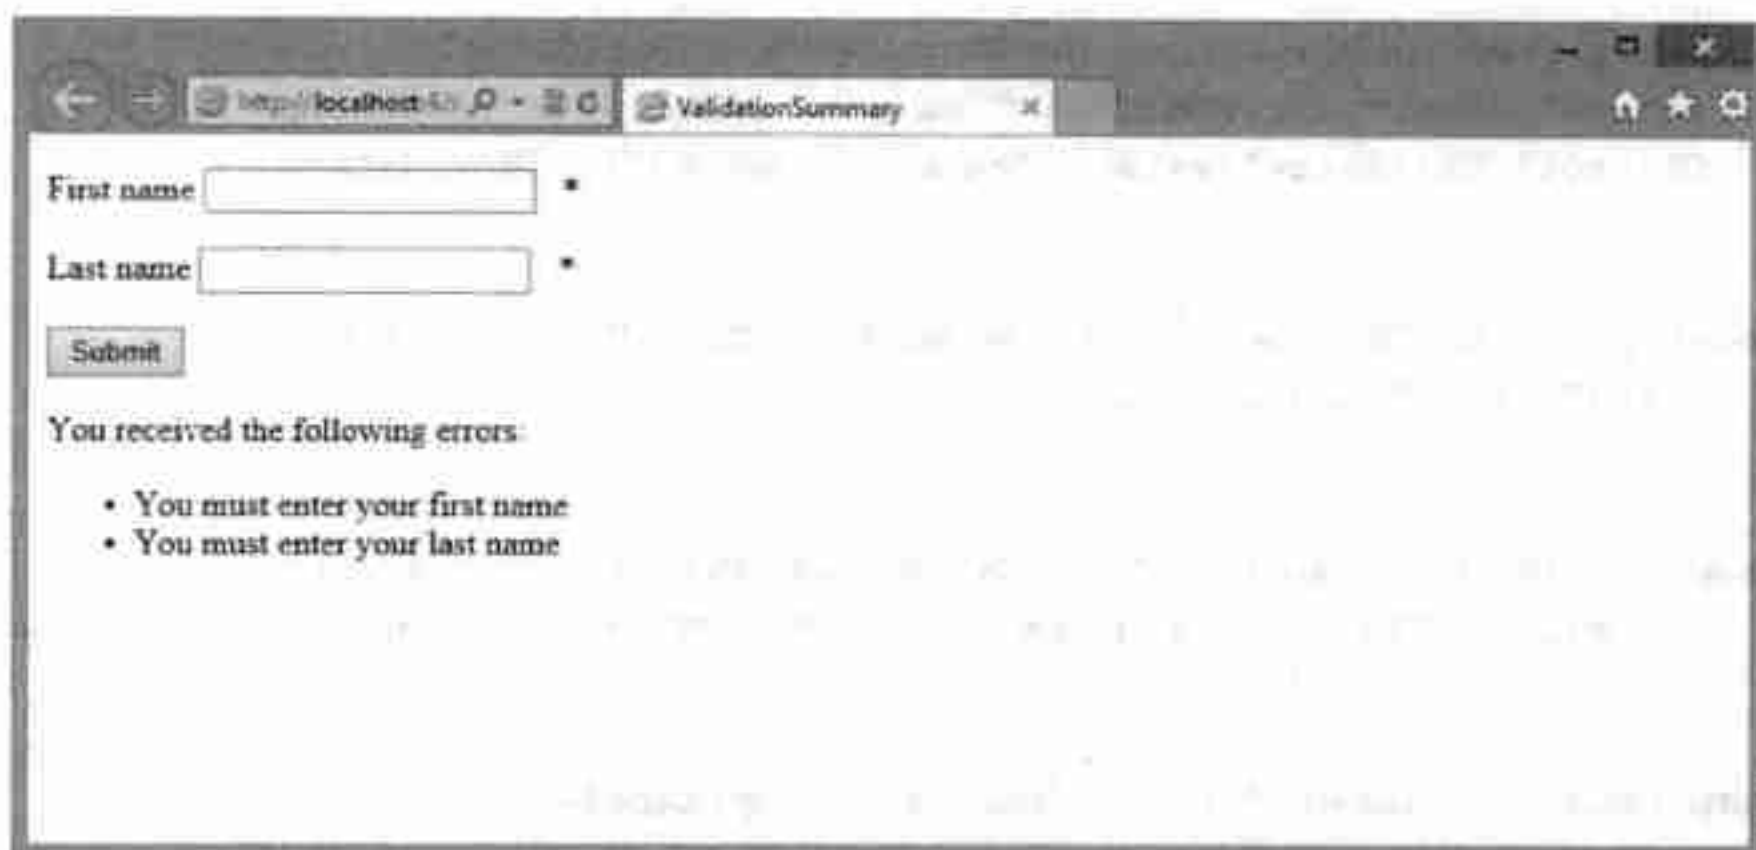 http://localhost
ValidationSummary
First name *
Last name *
Submit
You received the following errors:
• You must enter your first name
• You must enter your last name